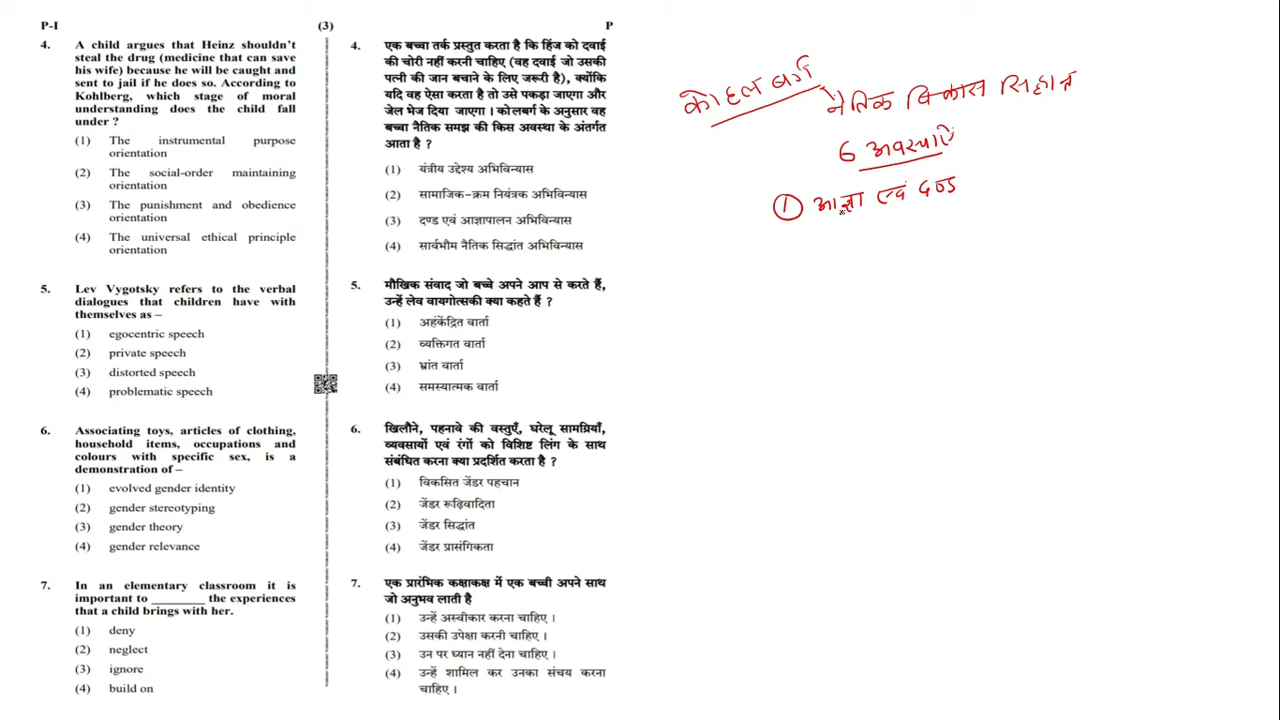 P-I
(3)
P
4. A child argues that Heinz shouldn't
steal the drug (medicine that can save
his wife) because he will be caught and
sent to jail if he does so. According to
Kohlberg, which stage of moral
understanding does the child fall
under ?
(1) The instrumental purpose
orientation
(2) The social-order maintaining
orientation
(3) The punishment and obedience
orientation
(4) The universal ethical principle
orientation
5. Lev Vygotsky refers to the verbal
dialogues that children have with
themselves as –
(1) egocentric speech
(2) private speech
(3) distorted speech
(4) problematic speech
6. Associating toys, articles of clothing,
household items, occupations and
colours with specific sex, is a
demonstration of –
(1) evolved gender identity
(2) gender stereotyping
(3) gender theory
(4) gender relevance
7. In an elementary classroom it is
important to ________ the experiences
that a child brings with her.
(1) deny
(2) neglect
(3) ignore
(4) build on
4. एक बच्चा तर्क प्रस्तुत करता है कि हिंज को दवाई
की चोरी नहीं करनी चाहिए (वह दवाई जो उसकी
पत्नी की जान बचाने के लिए जरूरी है), क्योंकि
यदि वह ऐसा करता है तो उसे पकड़ा जाएगा और
जेल भेज दिया जाएगा । कोलबर्ग के अनुसार वह
बच्चा नैतिक समझ की किस अवस्था के अंतर्गत
आता है ?
(1) यंत्रीय उद्देश्य अभिविन्यास
(2) सामाजिक-क्रम नियंत्रक अभिविन्यास
(3) दण्ड एवं आज्ञापालन अभिविन्यास
(4) सार्वभौम नैतिक सिद्धांत अभिविन्यास
5. मौखिक संवाद जो बच्चे अपने आप से करते हैं,
उन्हें लेव वायगोत्सकी क्या कहते हैं ?
(1) अहंकेंद्रित वार्ता
(2) व्यक्तिगत वार्ता
(3) भ्रांत वार्ता
(4) समस्यात्मक वार्ता
6. खिलौने, पहनावे की वस्तुएँ, घरेलू सामग्रियाँ,
व्यवसायों एवं रंगों को विशिष्ट लिंग के साथ
संबंधित करना क्या प्रदर्शित करता है ?
(1) विकसित जेंडर पहचान
(2) जेंडर रूढ़िवादिता
(3) जेंडर सिद्धांत
(4) जेंडर प्रासंगिकता
7. एक प्रारंभिक कक्षाकक्ष में एक बच्ची अपने साथ
जो अनुभव लाती है
(1) उन्हें अस्वीकार करना चाहिए ।
(2) उसकी उपेक्षा करनी चाहिए ।
(3) उन पर ध्यान नहीं देना चाहिए ।
(4) उन्हें शामिल कर उनका संचय करना
चाहिए ।
कोहलबर्ग नैतिक विकास सिद्धान्त
6 अवस्थाऐं
① आज्ञा एवं दण्ड